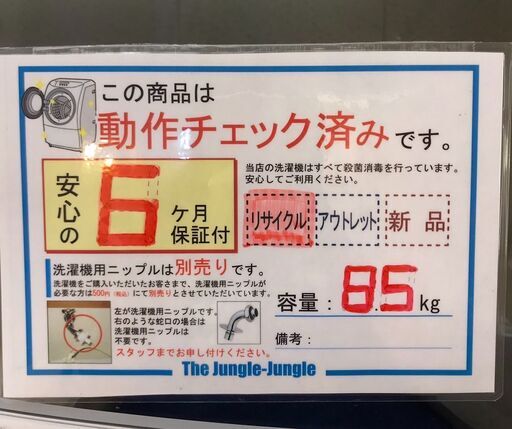 この商品は
動作チェック済みです。
安心の
6
ケ月
保証付
当店の洗濯機はすべて殺菌消毒を行っています。
安心してご利用ください。
リサイクル アウトレット 新品
洗濯機用ニップルは別売りです。
洗濯機をご購入いただいたお客さまで、洗濯機用ニップルが
必要な方は500円(税込)にて別売りとさせていただいています。
左が洗濯機用ニップルです。
右のような蛇口の場合は
洗濯機用ニップルは
不要です。
スタッフまでお申し付けください。
容量:8.5kg
備考:
The Jungle-Jungle